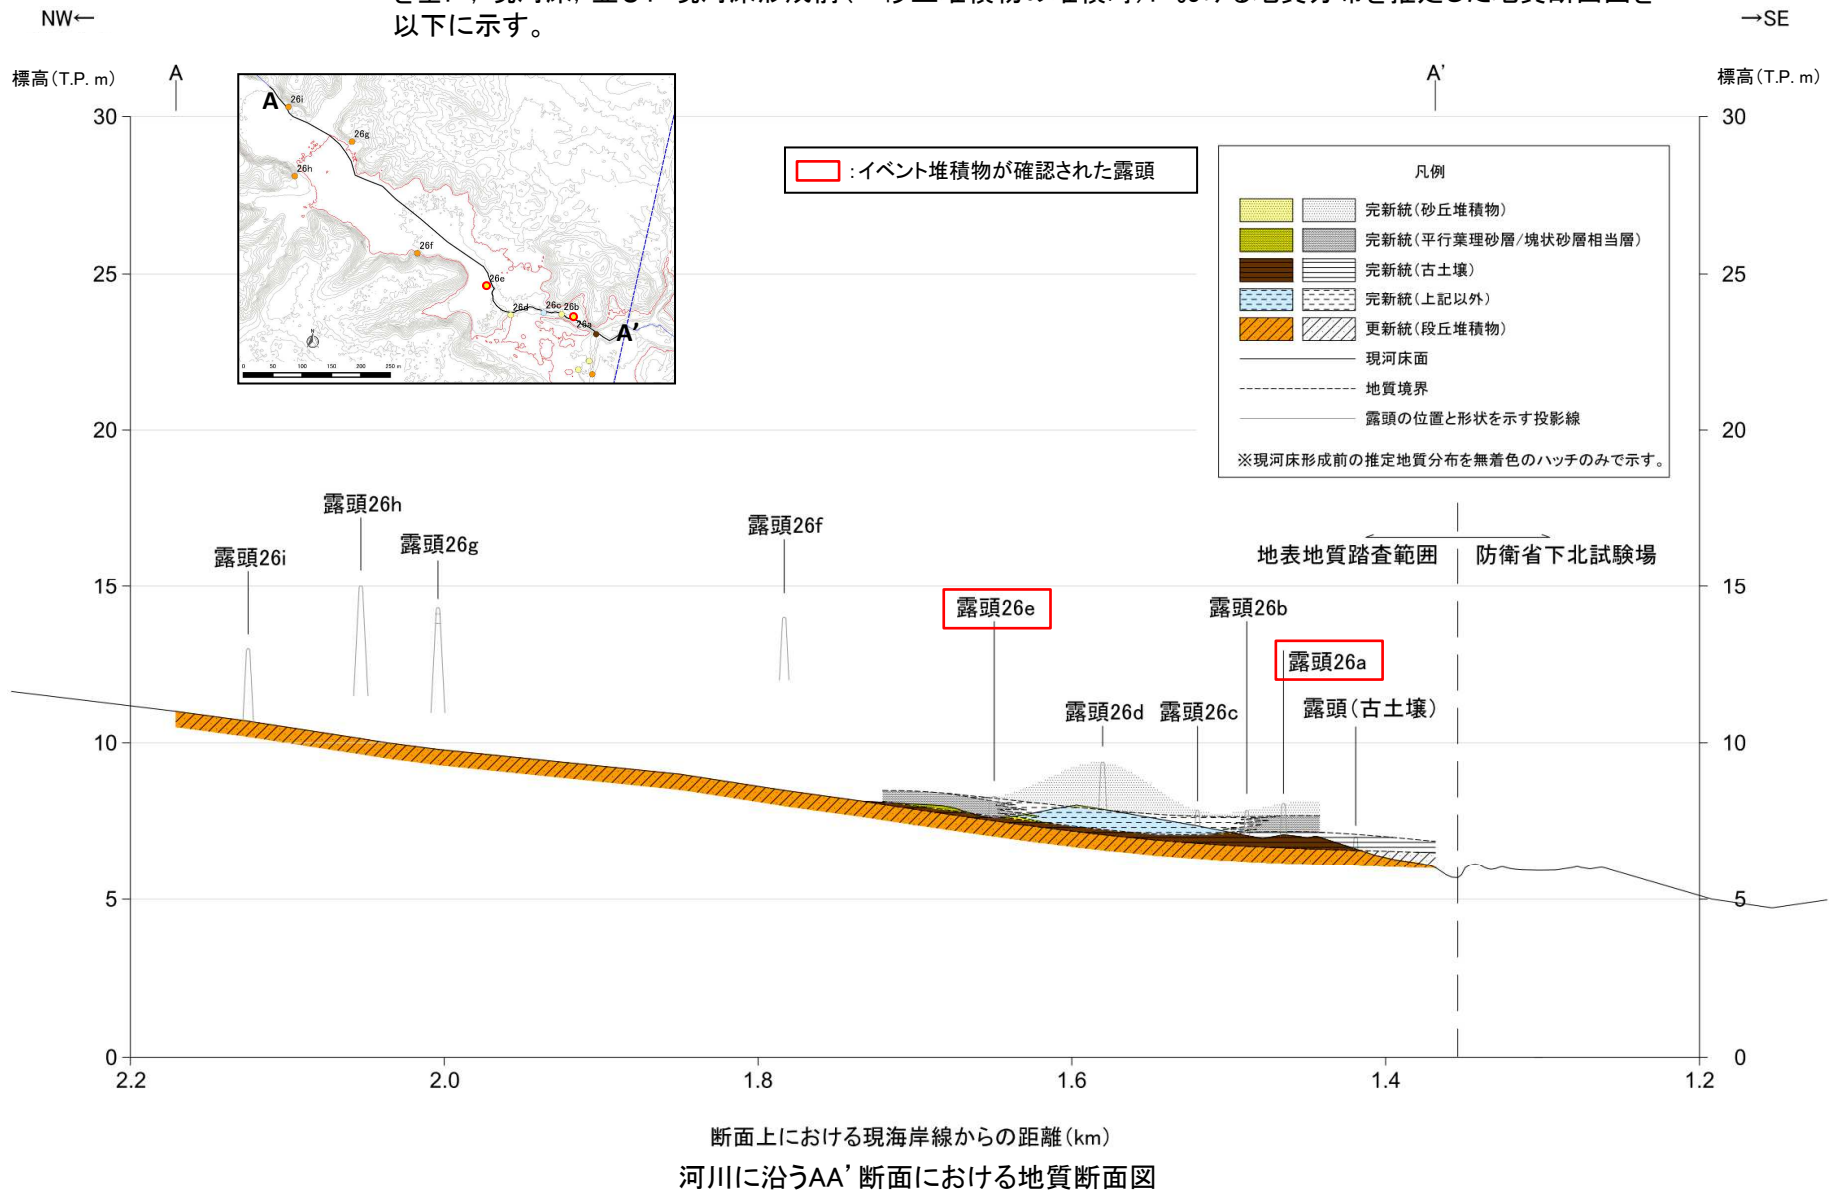 以下に示す。
NW←
→SE
標高(T.P. m)
A
A'
標高(T.P. m)
30
25
20
15
10
5
0
30
25
20
15
10
5
0
A
26i
26g
26h
26f
26e
26d
26c
26b
26a
A'
N
0 50 100 150 200 250 m
:イベント堆積物が確認された露頭
凡例
完新統(砂丘堆積物)
完新統(平行葉理砂層/塊状砂層相当層)
完新統(古土壌)
完新統(上記以外)
更新統(段丘堆積物)
現河床面
地質境界
露頭の位置と形状を示す投影線
※現河床形成前の推定地質分布を無着色のハッチのみで示す。
露頭26i
露頭26h
露頭26g
露頭26f
露頭26e
露頭26d
露頭26c
露頭26b
露頭26a
露頭(古土壌)
地表地質踏査範囲
防衛省下北試験場
2.2
2.0
1.8
1.6
1.4
1.2
断面上における現海岸線からの距離(km)
河川に沿うAA'断面における地質断面図